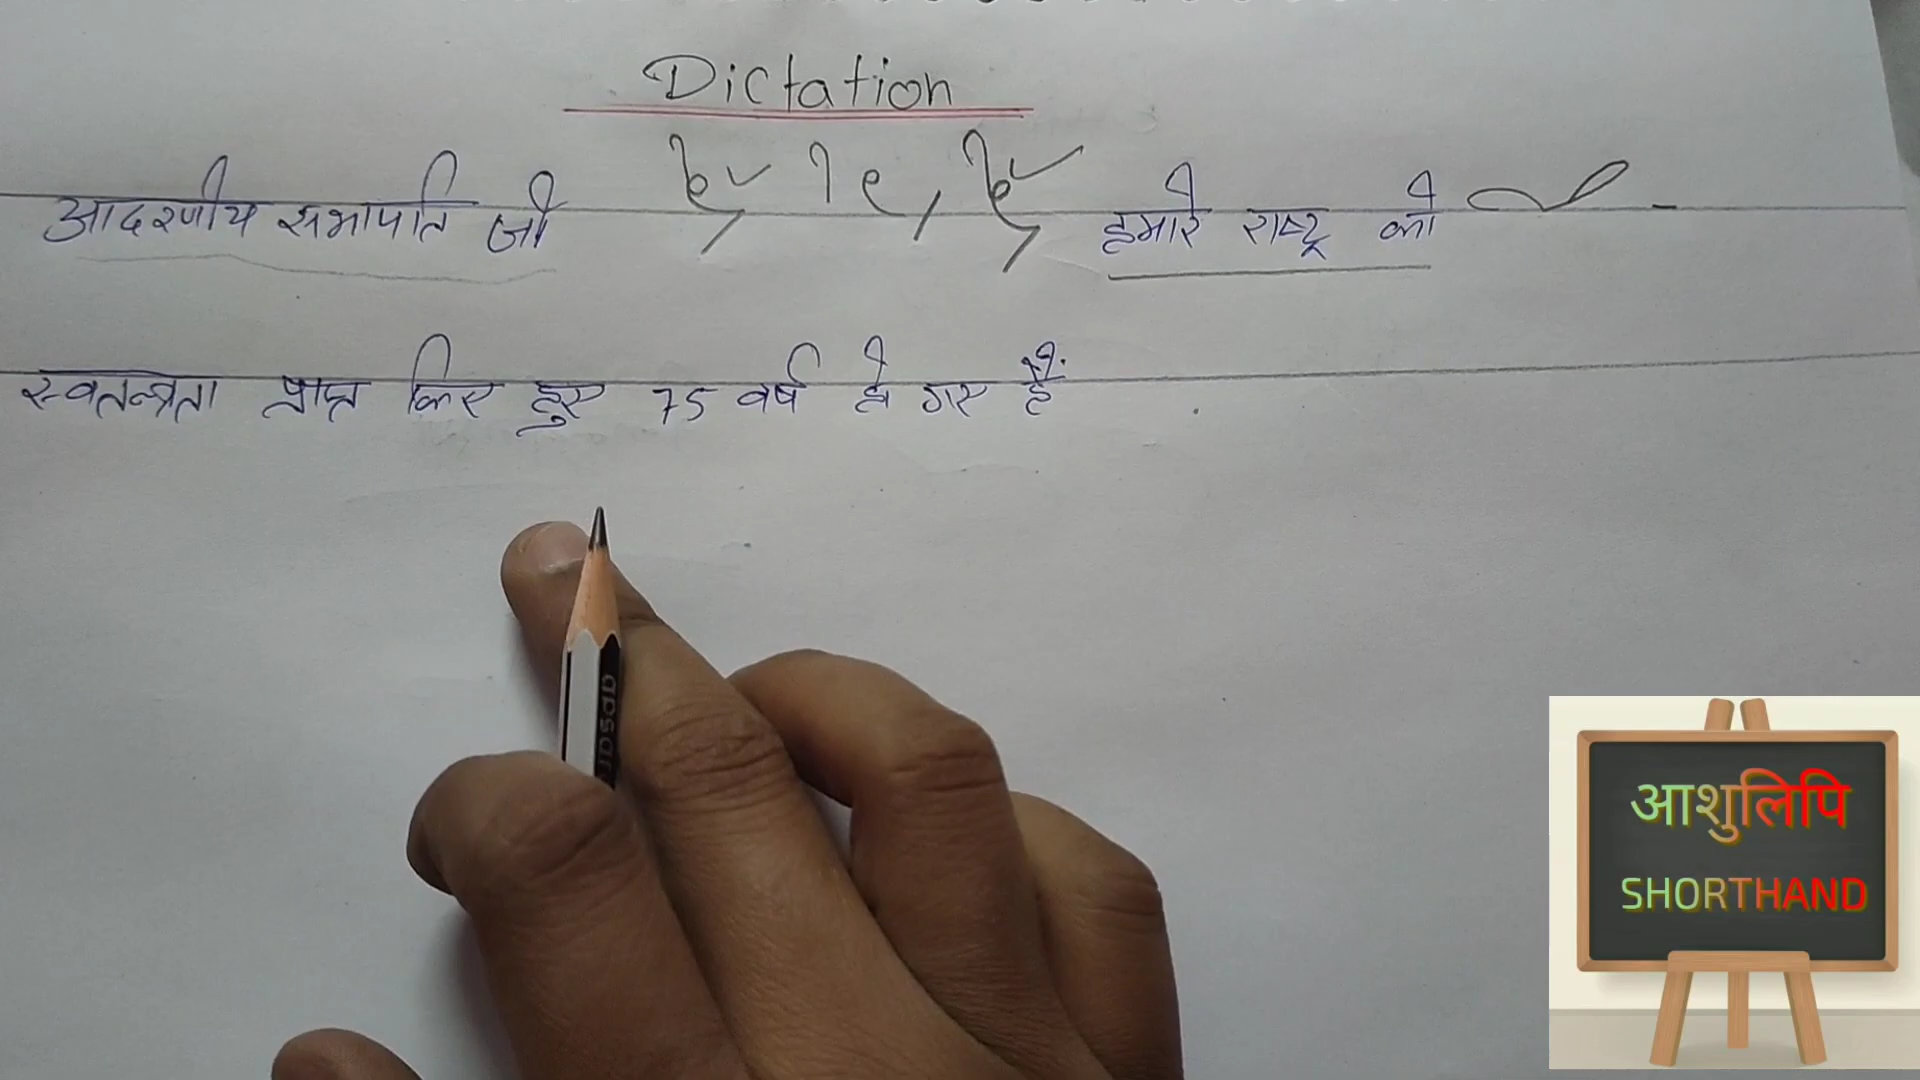 Dictation
आदरणीय सभापति जी हमारे राष्ट्र को
स्वतन्त्रता प्राप्त किए हुए 75 वर्ष हो गए हैं
आशुलिपि
SHORTHAND